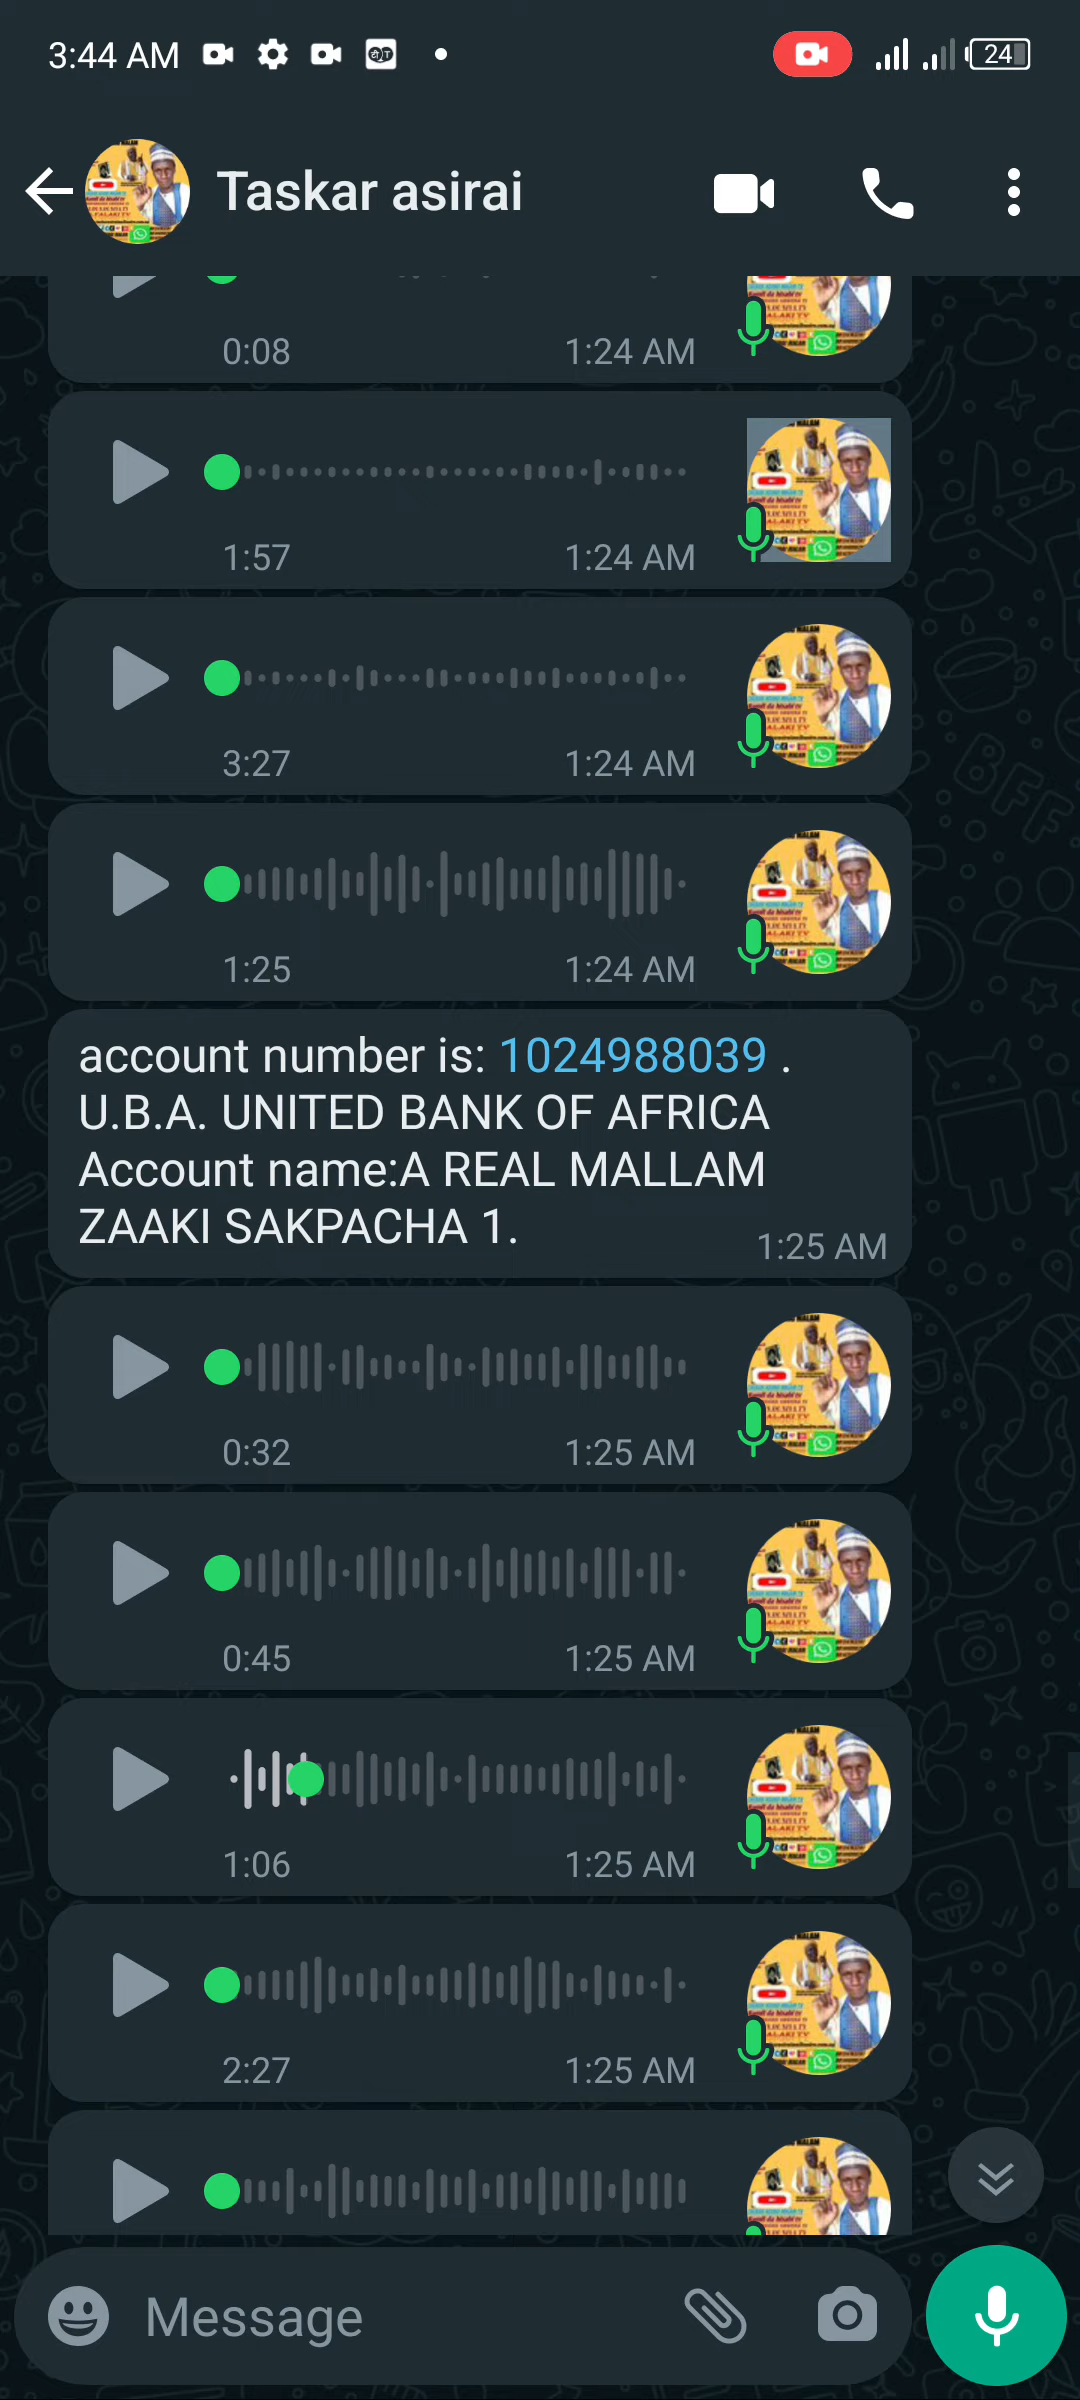 3:44 AM
24
Taskar asirai
0:08 1:24 AM
1:57 1:24 AM
3:27 1:24 AM
1:25 1:24 AM
account number is: 1024988039 .
U.B.A. UNITED BANK OF AFRICA
Account name:A REAL MALLAM
ZAAKI SAKPACHA 1.
1:25 AM
0:32 1:25 AM
0:45 1:25 AM
1:06 1:25 AM
2:27 1:25 AM
Message